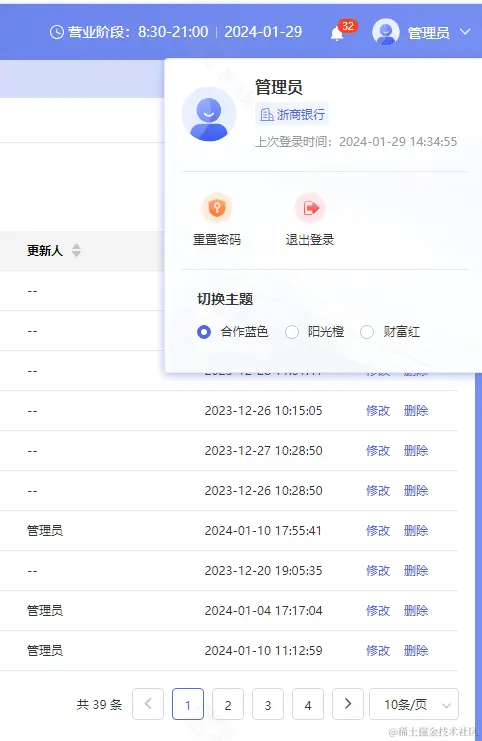 营业阶段：8:30-21:00 2024-01-29 32 管理员
管理员
浙商银行
上次登录时间：2024-01-29 14:34:55
重置密码 退出登录
更新人
切换主题
--
合作蓝色 阳光橙 财富红
--
--
-- 2023-12-26 10:15:05 修改 删除
-- 2023-12-27 10:28:50 修改 删除
-- 2023-12-26 10:28:50 修改 删除
管理员 2024-01-10 17:55:41 修改 删除
-- 2023-12-20 19:05:35 修改 删除
管理员 2024-01-04 17:17:04 修改 删除
管理员 2024-01-10 11:12:59 修改 删除
共 39 条 1 2 3 4 10条/页
@稀土掘金技术社区